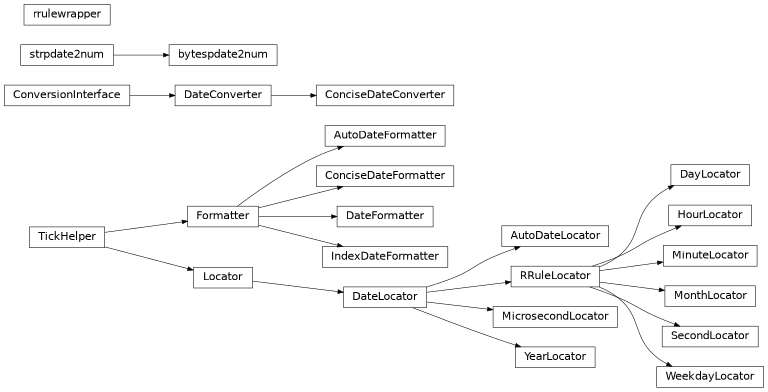 rrulewrapper
strpdate2num
bytespdate2num
ConversionInterface
DateConverter
ConciseDateConverter
AutoDateFormatter
ConciseDateFormatter
DayLocator
Formatter
DateFormatter
HourLocator
TickHelper
AutoDateLocator
IndexDateFormatter
MinuteLocator
Locator
RRuleLocator
DateLocator
MonthLocator
MicrosecondLocator
SecondLocator
YearLocator
WeekdayLocator